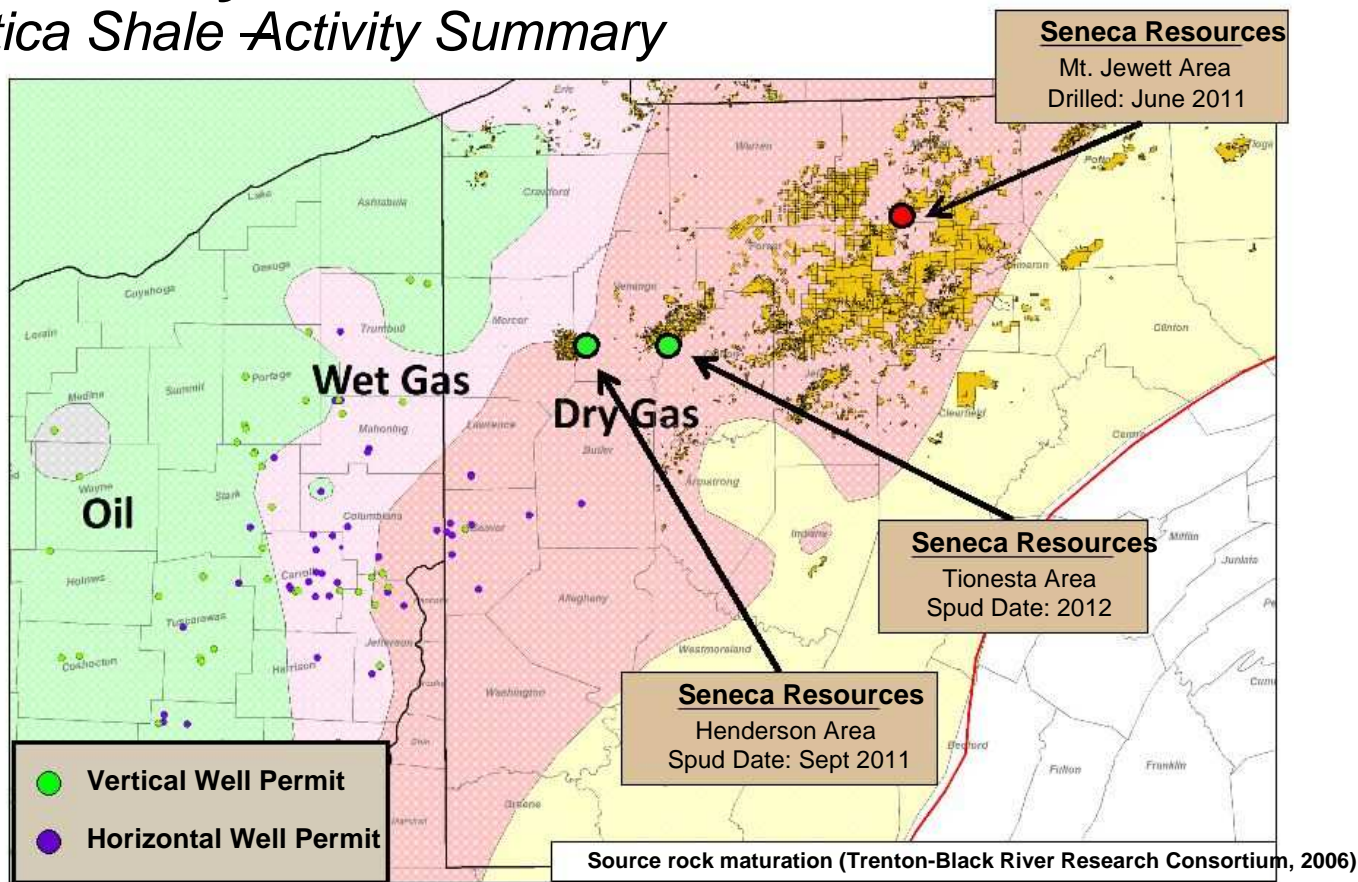 tica Shale -Activity Summary
Seneca Resources
Mt. Jewett Area
Drilled: June 2011
Erie
Warren
Potter
Tioga
Lake
Ashtabula
Crawford
Geauga
Forest
Cameron
Cuyahoga
Venango
Clinton
Lorain
Trumbull
Mercer
Medina
Summit
Portage
Wet Gas
Dry Gas
Clearfield
Centre
Mahoning
Lawrence
Butler
Wayne
Stark
Armstrong
Oil
Columbiana
Beaver
Indiana
Mifflin
Juniata
Seneca Resources
Tionesta Area
Spud Date: 2012
Holmes
Carroll
Allegheny
Tuscarawas
Jefferson
Westmoreland
Coshocton
Harrison
Washington
Seneca Resources
Henderson Area
Spud Date: Sept 2011
Bedford
Fulton
Franklin
Greene
Vertical Well Permit
Horizontal Well Permit
Source rock maturation (Trenton-Black River Research Consortium, 2006)